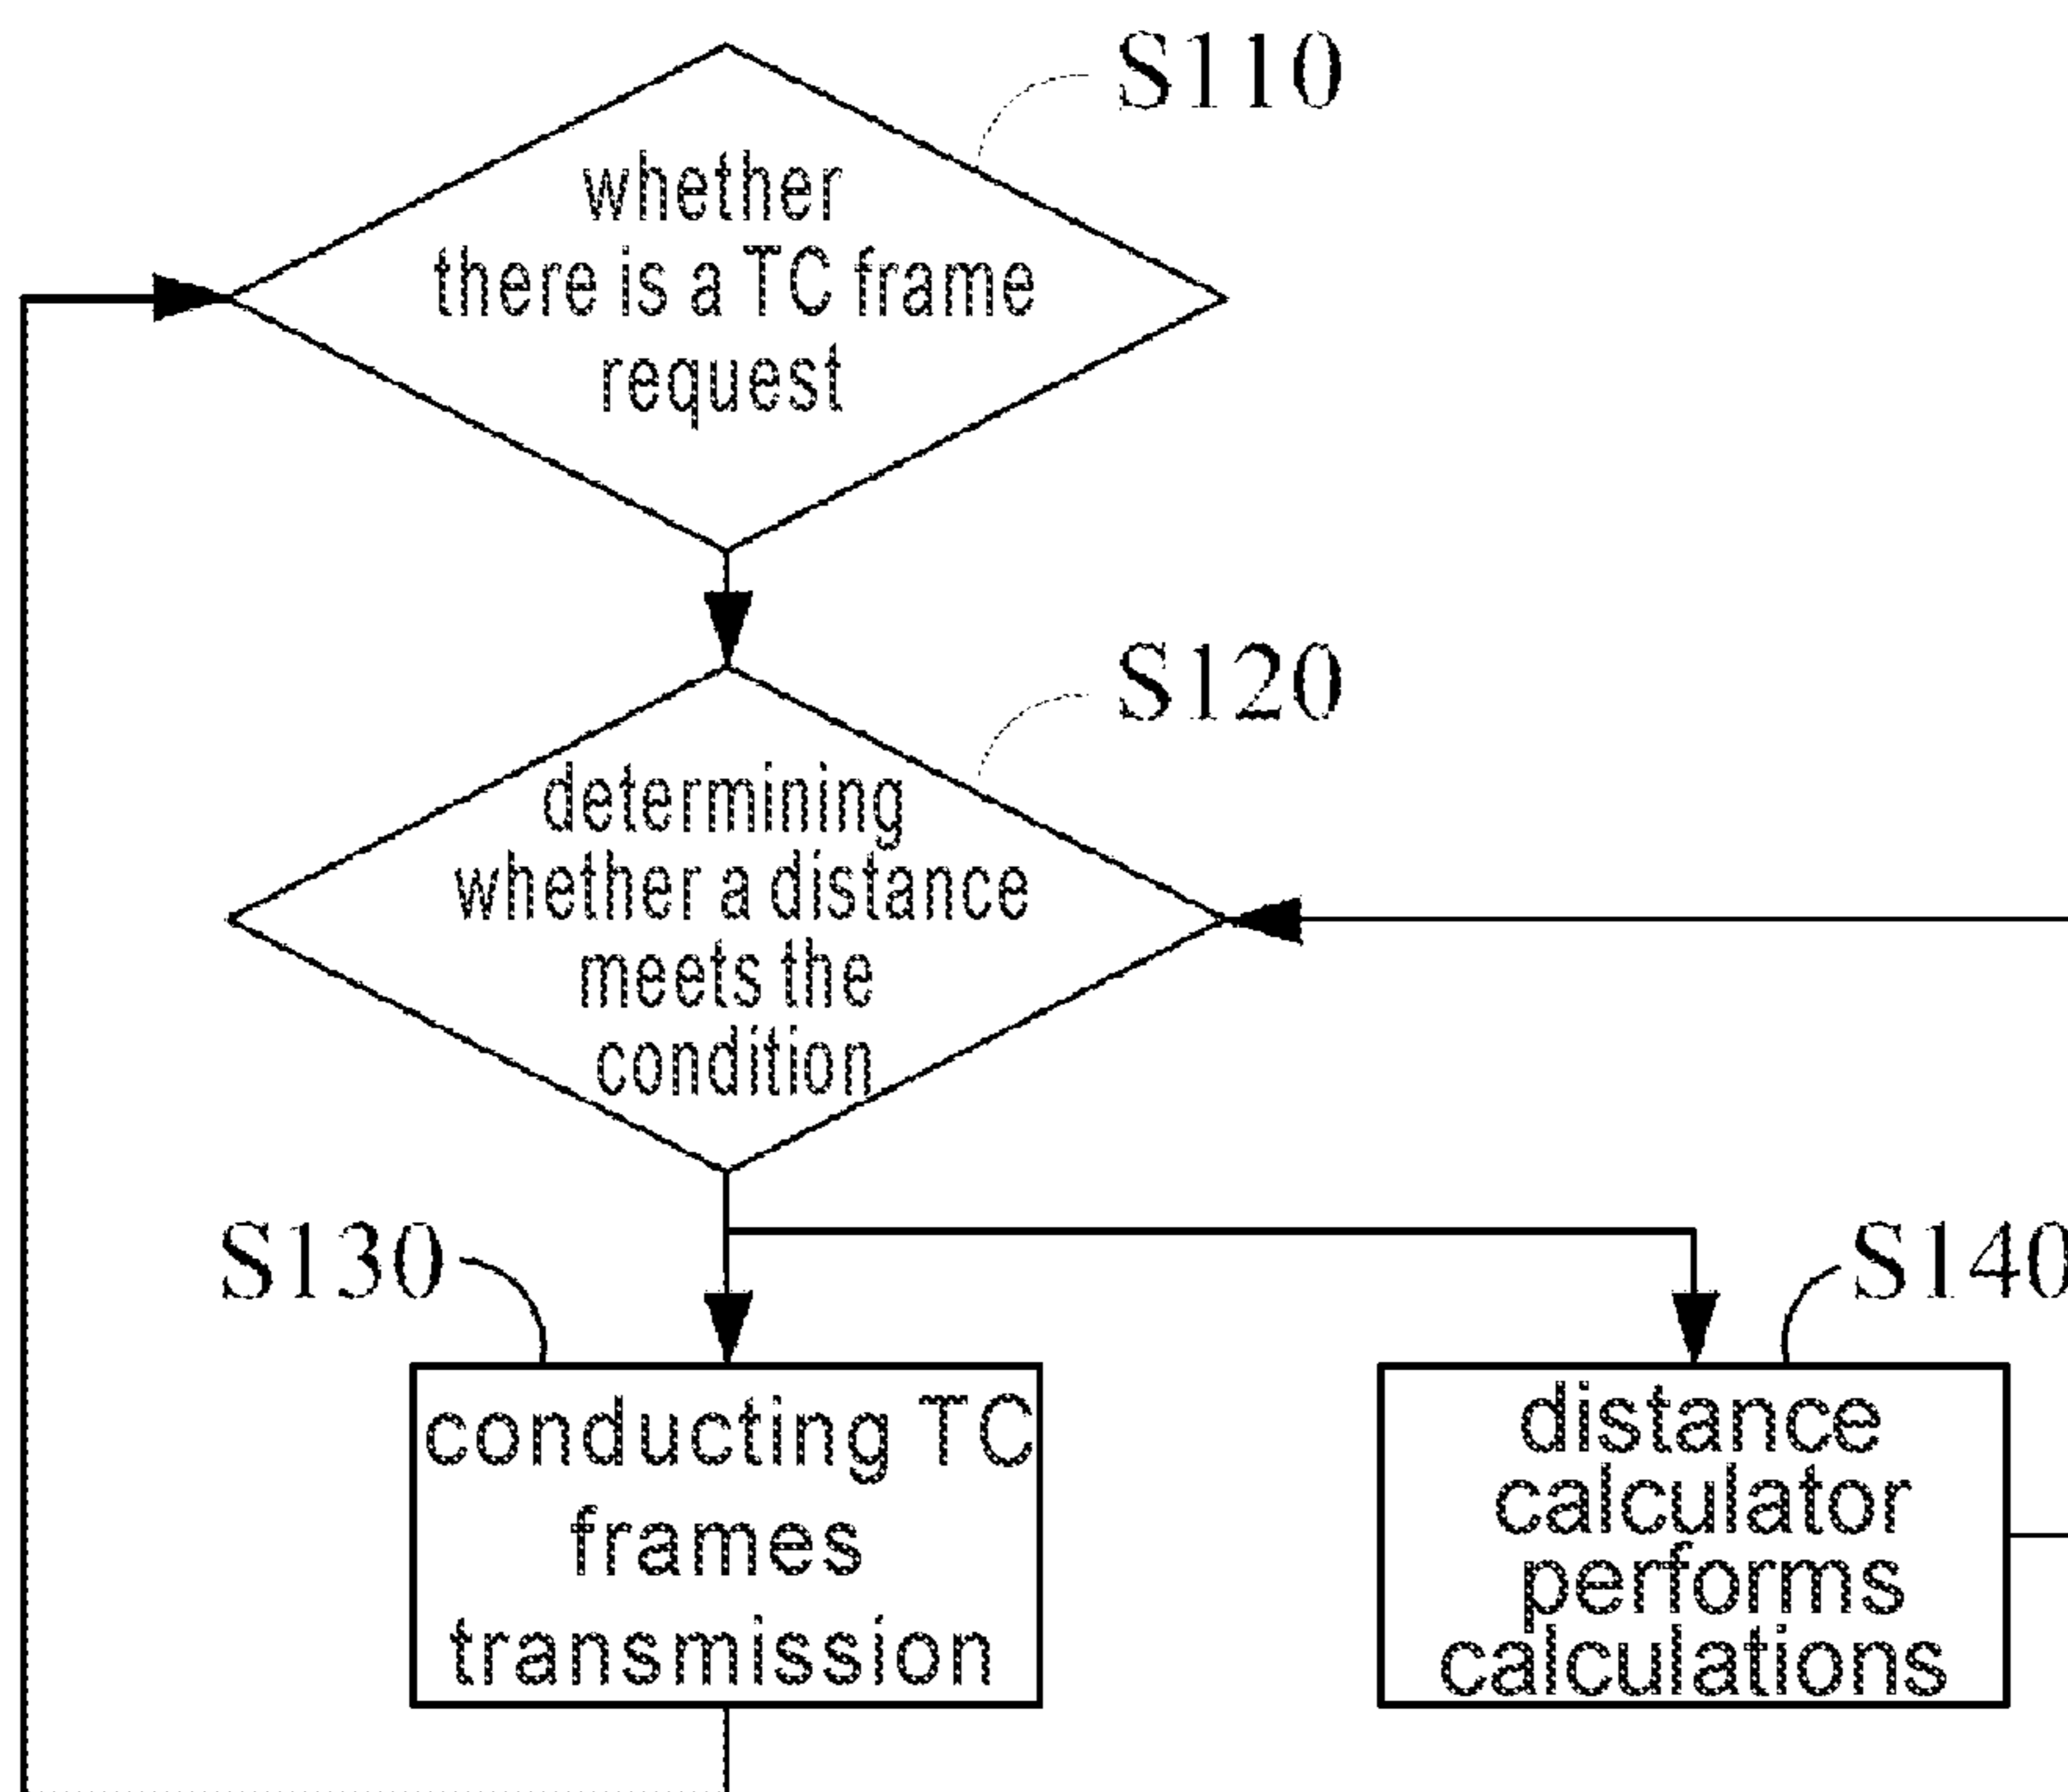 S110
whether
there is a TC frame
request
S120
determining
whether a distance
meets the
condition
S130
S140
conducting TC
frames
transmission
distance
calculator
performs
calculations